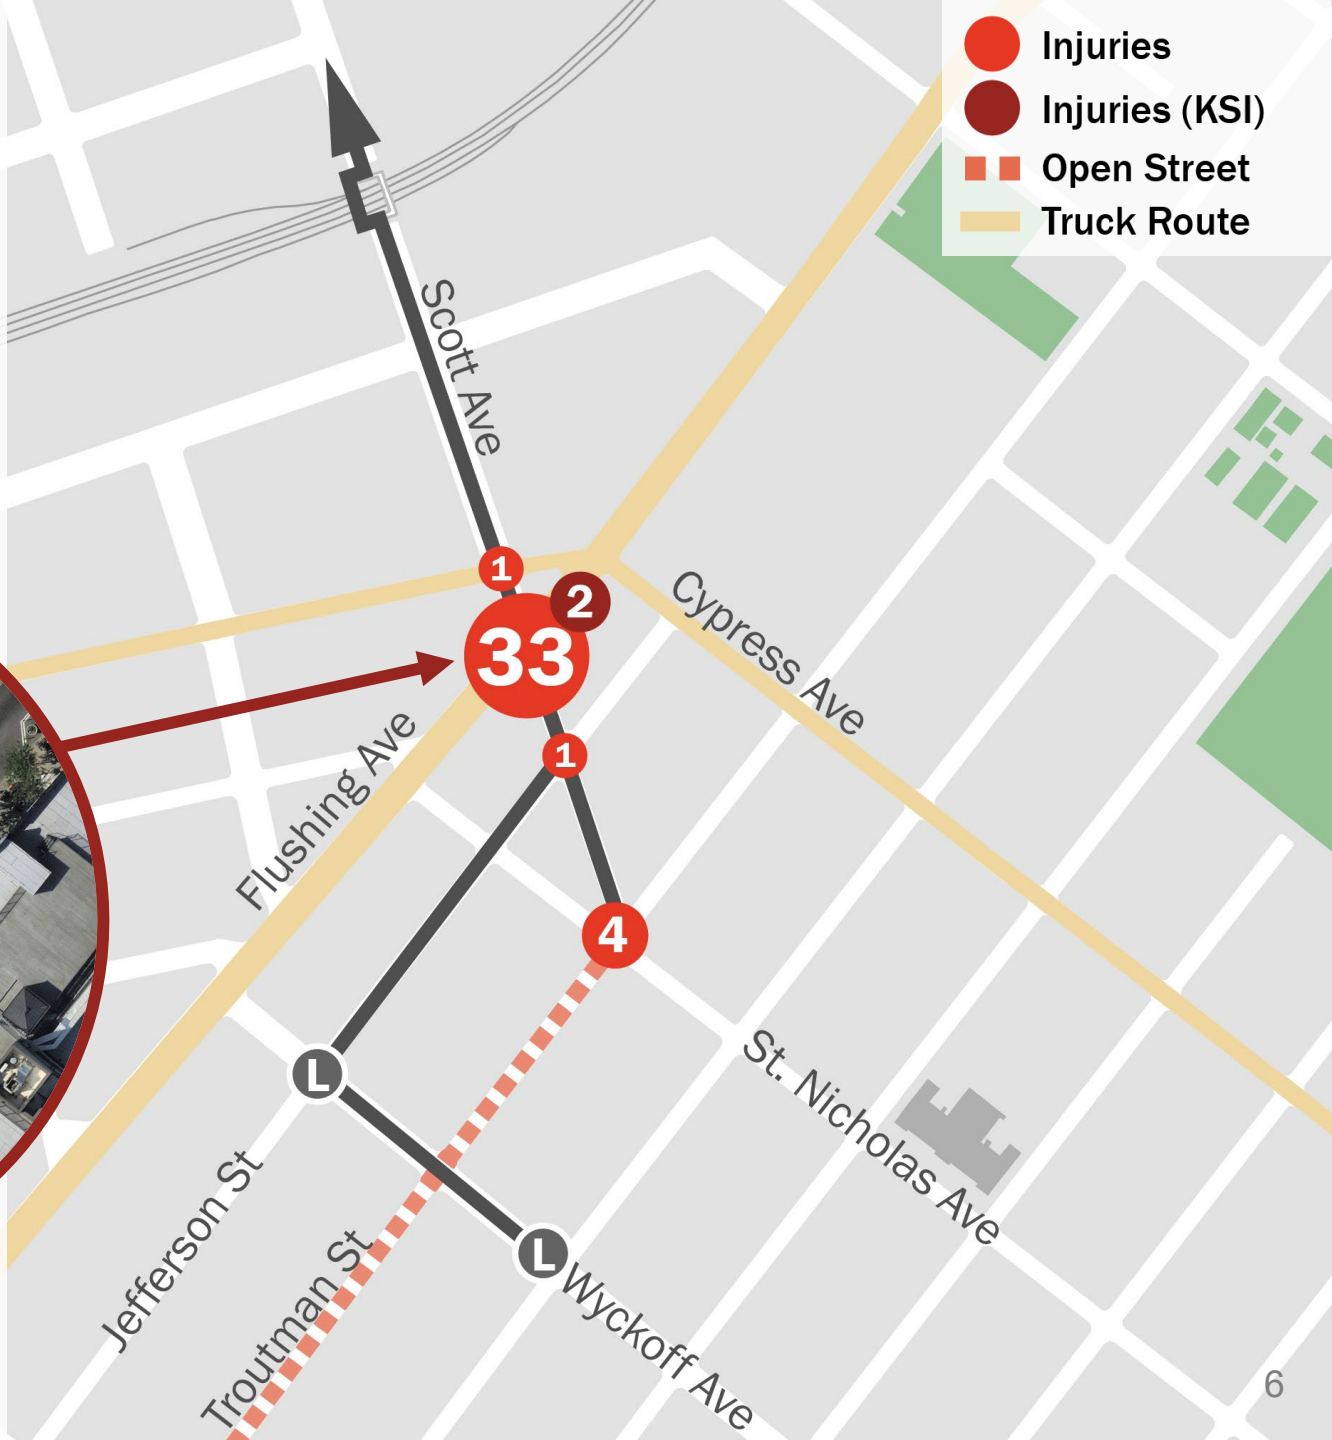 Injuries
Injuries (KSI)
Open Street
Truck Route
Scott Ave
1
2
33
Cypress Ave
1
Flushing Ave
4
L
St. Nicholas Ave
Jefferson St
Troutman St
L
Wyckoff Ave
6